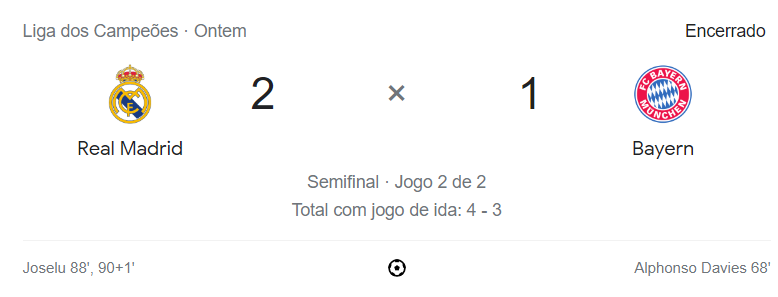 Liga dos Campeões · Ontem Encerrado
2 × 1
FC BAYERN MÜNCHEN
Real Madrid Bayern
Semifinal · Jogo 2 de 2
Total com jogo de ida: 4 - 3
Joselu 88', 90+1' Alphonso Davies 68'